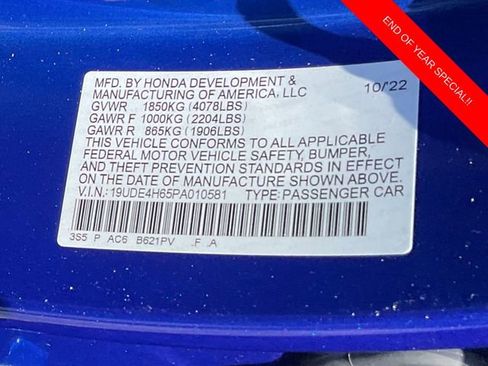 END OF YEAR SPECIAL!!
MFD. BY HONDA DEVELOPMENT & 10/22
MANUFACTURING OF AMERICA, LLC
GVWR 1850KG (4078LBS)
GAWR F 1000KG (2204LBS)
GAWR R 865KG (1906LBS)
THIS VEHICLE CONFORMS TO ALL APPLICABLE
FEDERAL MOTOR VEHICLE SAFETY, BUMPER,
AND THEFT PREVENTION STANDARDS IN EFFECT
ON THE DATE OF MANUFACTURE SHOWN ABOVE.
V.I.N.:19UDE4H65PA010581 TYPE:PASSENGER CAR
3S5 P AC6 B621PV .F .A